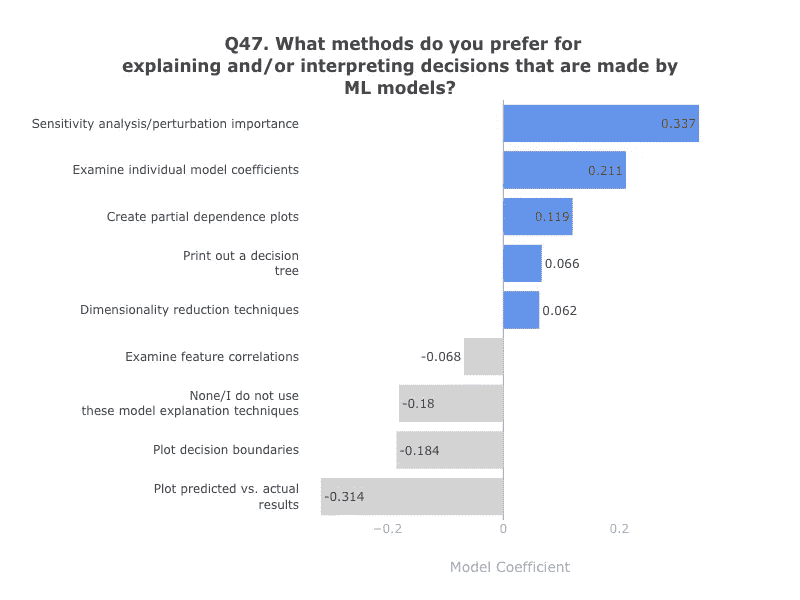 Q47. What methods do you prefer for
explaining and/or interpreting decisions that are made by
ML models?
Sensitivity analysis/perturbation importance
0.337
Examine individual model coefficients
0.211
Create partial dependence plots
0.119
Print out a decision
tree
0.066
Dimensionality reduction techniques
0.062
Examine feature correlations
-0.068
None/I do not use
these model explanation techniques
-0.18
Plot decision boundaries
-0.184
Plot predicted vs. actual
results
-0.314
−0.2 0 0.2
Model Coefficient